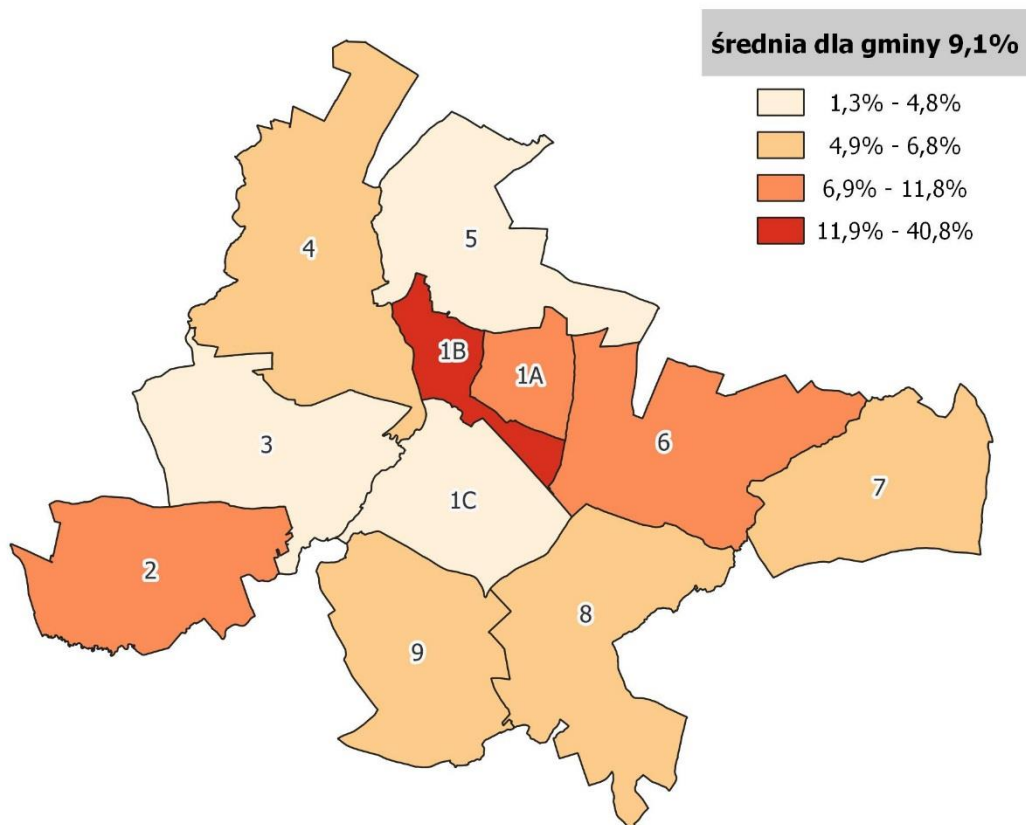 średnia dla gminy 9,1%
1,3% - 4,8%
4,9% - 6,8%
6,9% - 11,8%
11,9% - 40,8%
4
5
1B
1A
3
6
7
1C
2
8
9